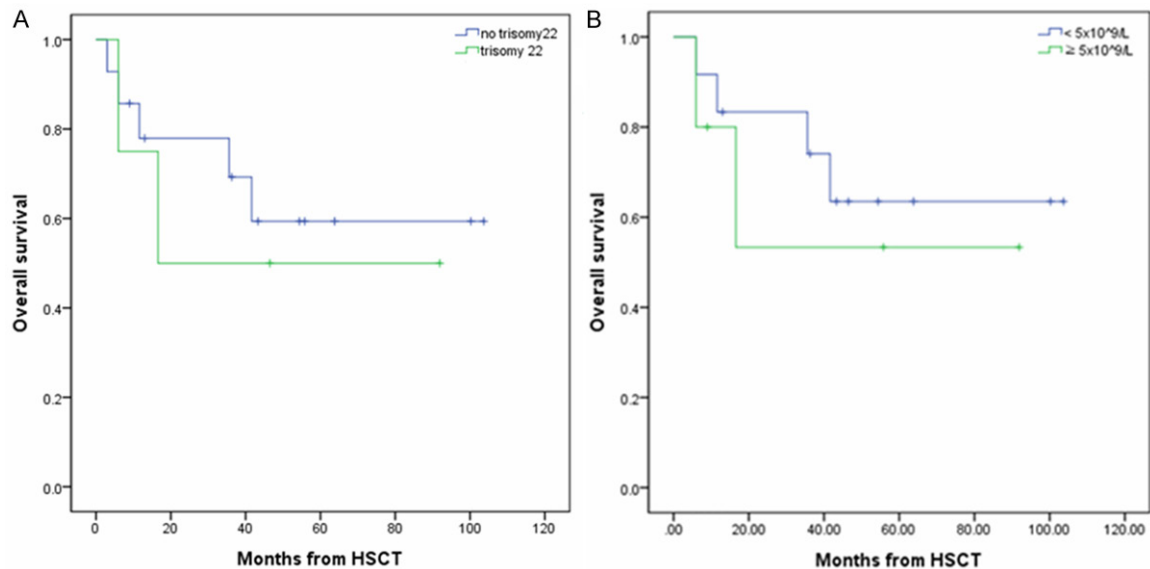 A
no trisomy22
trisomy 22
Overall survival
1.0
0.8
0.6
0.4
0.2
0.0
0 20 40 60 80 100 120
Months from HSCT
B
< 5x10^9/L
≥ 5x10^9/L
Overall survival
1.0
0.8
0.6
0.4
0.2
0.0
.00 20.00 40.00 60.00 80.00 100.00 120.00
Months from HSCT